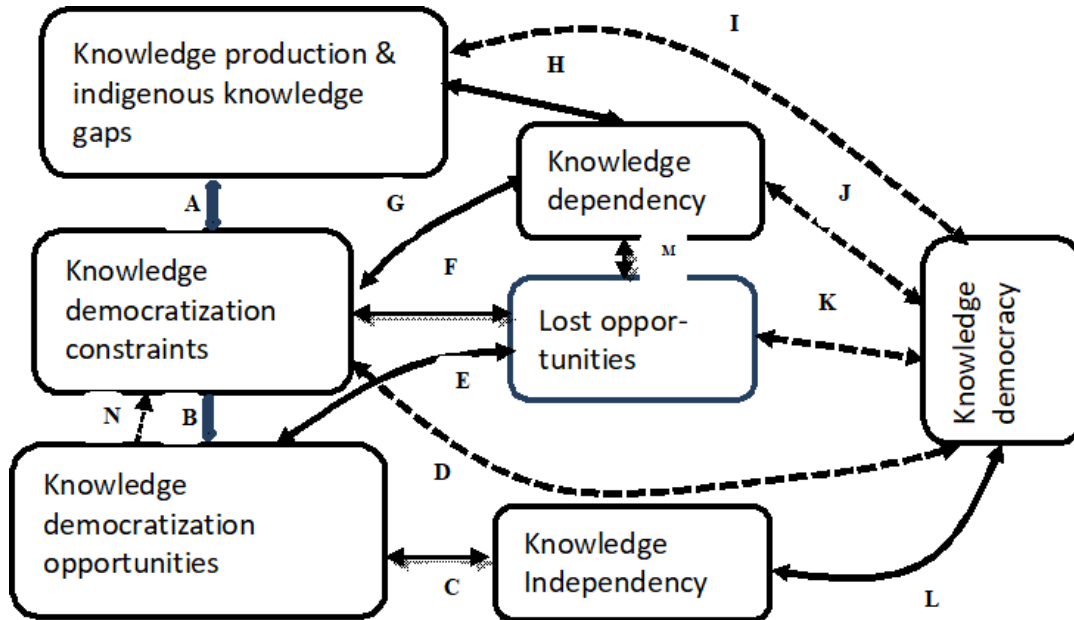 I
Knowledge production &
indigenous knowledge
gaps
H
Knowledge
dependency
A
G
J
M
F
Knowledge
democratization
constraints
Lost oppor-
tunities
K
Knowledge
democracy
E
N
B
D
Knowledge
democratization
opportunities
Knowledge
Independency
C
L